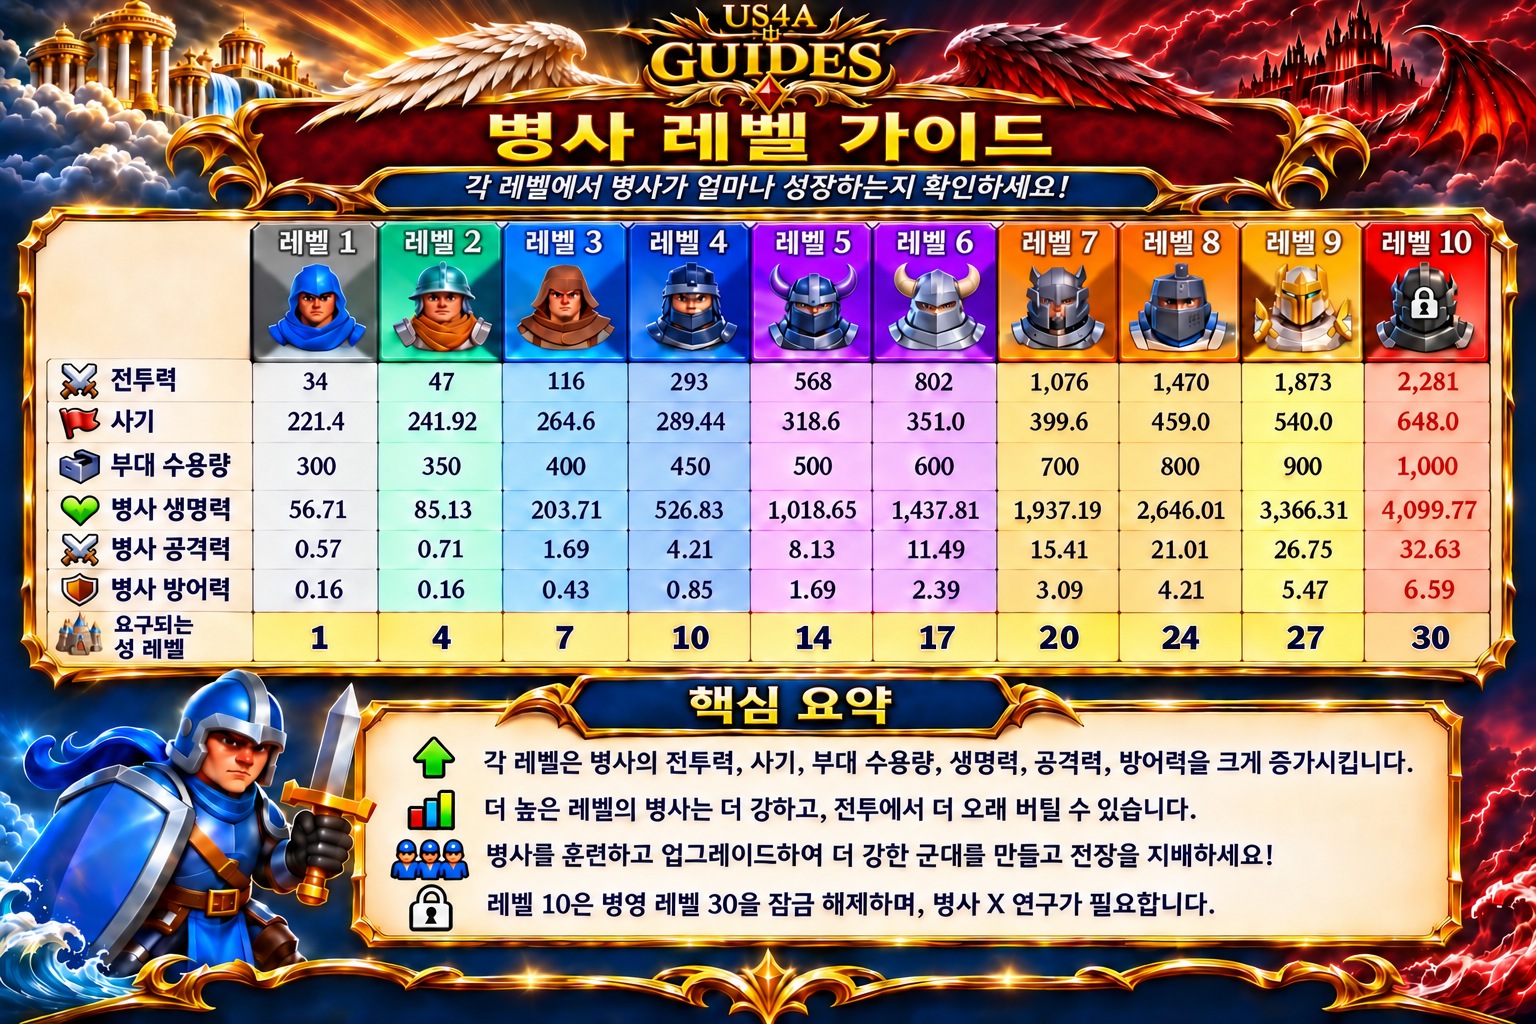 US4A
GUIDES
병사 레벨 가이드
각 레벨에서 병사가 얼마나 성장하는지 확인하세요!
레벨 1 레벨 2 레벨 3 레벨 4 레벨 5 레벨 6 레벨 7 레벨 8 레벨 9 레벨 10
전투력 34 47 116 293 568 802 1,076 1,470 1,873 2,281
사기 221.4 241.92 264.6 289.44 318.6 351.0 399.6 459.0 540.0 648.0
부대 수용량 300 350 400 450 500 600 700 800 900 1,000
병사 생명력 56.71 85.13 203.71 526.83 1,018.65 1,437.81 1,937.19 2,646.01 3,366.31 4,099.77
병사 공격력 0.57 0.71 1.69 4.21 8.13 11.49 15.41 21.01 26.75 32.63
병사 방어력 0.16 0.16 0.43 0.85 1.69 2.39 3.09 4.21 5.47 6.59
요구되는
성 레벨 1 4 7 10 14 17 20 24 27 30
핵심 요약
각 레벨은 병사의 전투력, 사기, 부대 수용량, 생명력, 공격력, 방어력을 크게 증가시킵니다.
더 높은 레벨의 병사는 더 강하고, 전투에서 더 오래 버틸 수 있습니다.
병사를 훈련하고 업그레이드하여 더 강한 군대를 만들고 전장을 지배하세요!
레벨 10은 병영 레벨 30을 잠금 해제하며, 병사 X 연구가 필요합니다.